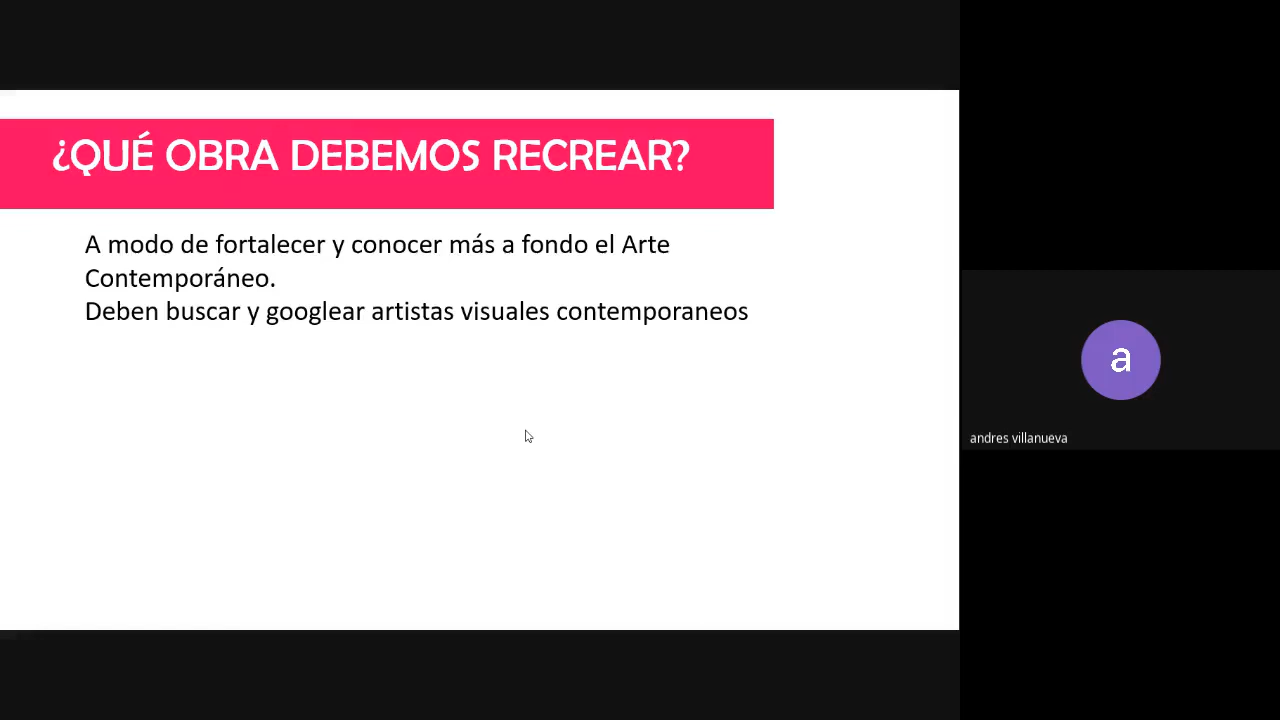 ¿QUÉ OBRA DEBEMOS RECREAR?
A modo de fortalecer y conocer más a fondo el Arte
Contemporáneo.
Deben buscar y googlear artistas visuales contemporaneos
a
andres villanueva